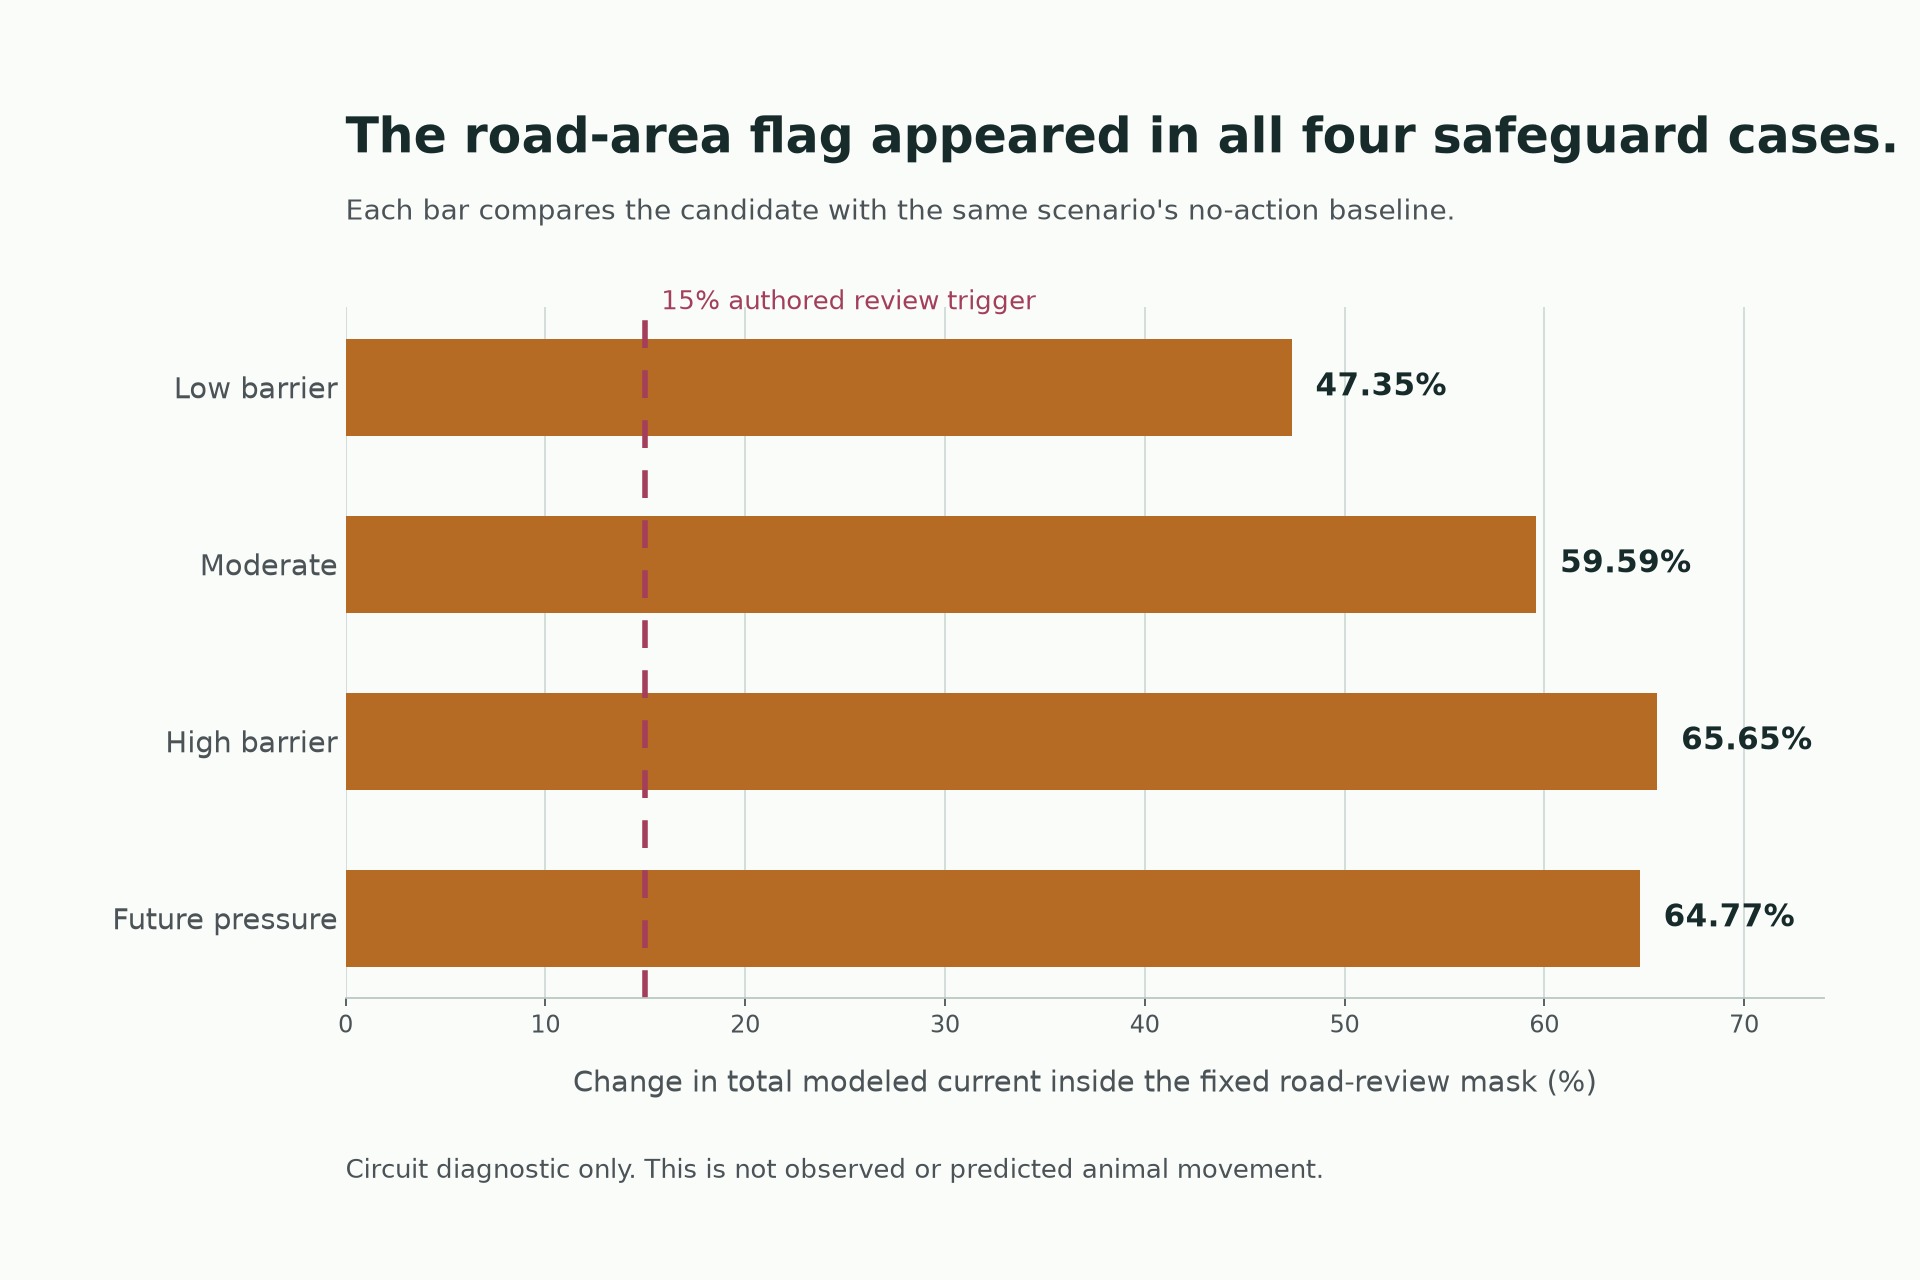 The road-area flag appeared in all four safeguard cases.
Each bar compares the candidate with the same scenario's no-action baseline.
15% authored review trigger
Low barrier
47.35%
Moderate
59.59%
High barrier
65.65%
Future pressure
64.77%
0 10 20 30 40 50 60 70
Change in total modeled current inside the fixed road-review mask (%)
Circuit diagnostic only. This is not observed or predicted animal movement.